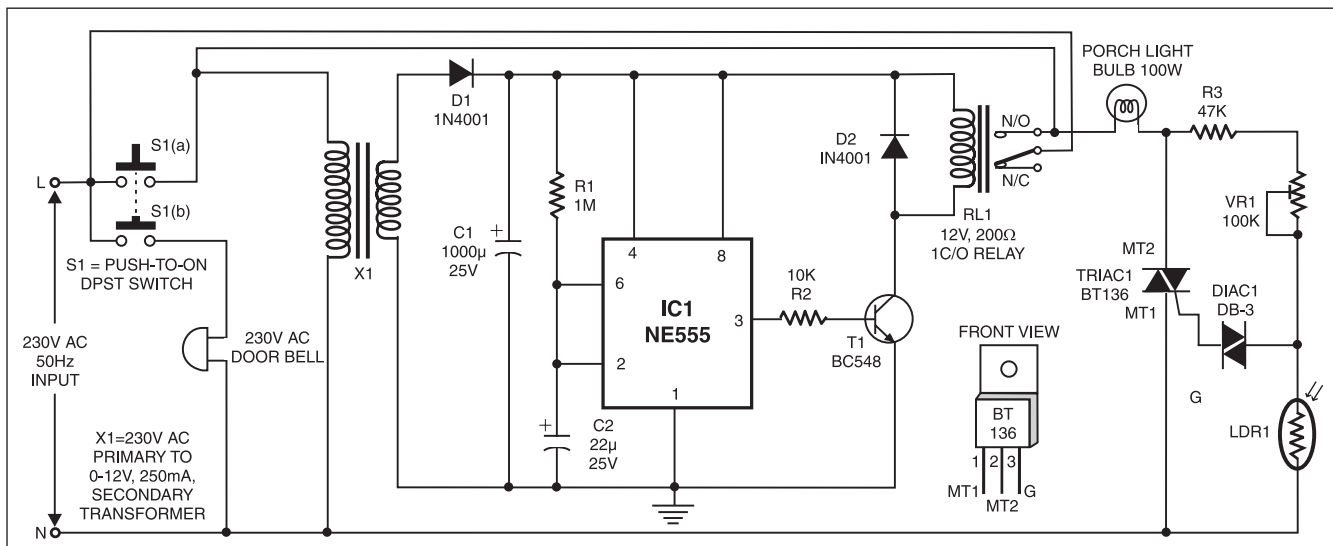 S1(a)
L
S1(b)
S1 = PUSH-TO-ON
DPST SWITCH
230V AC
50Hz
INPUT
230V AC
DOOR BELL
X1=230V AC
PRIMARY TO
0-12V, 250mA,
SECONDARY
TRANSFORMER
N
X1
D1
1N4001
R1
1M
C1
1000µ
25V
+
C2
22µ
25V
+
4
8
6
2
3
1
IC1
NE555
10K
R2
T1
BC548
D2
IN4001
RL1
12V, 200Ω
1C/O RELAY
N/O
N/C
PORCH LIGHT
BULB 100W
R3
47K
VR1
100K
MT2
TRIAC1
BT136
MT1
DIAC1
DB-3
G
LDR1
FRONT VIEW
BT
136
1 2 3
MT1
G
MT2